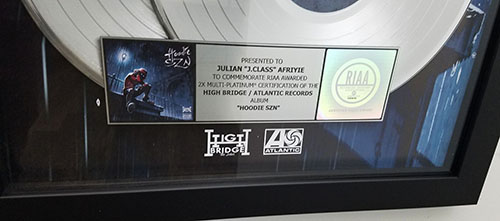 Hoodie
SZN
PRESENTED TO
JULIAN "J.CLASS" AFRIYIE
TO COMMEMORATE RIAA AWARDED
2X MULTI-PLATINUM® CERTIFICATION OF THE
HIGH BRIDGE / ATLANTIC RECORDS
ALBUM
"HOODIE SZN"
RIAA
BRIDGE
ATLANTIC